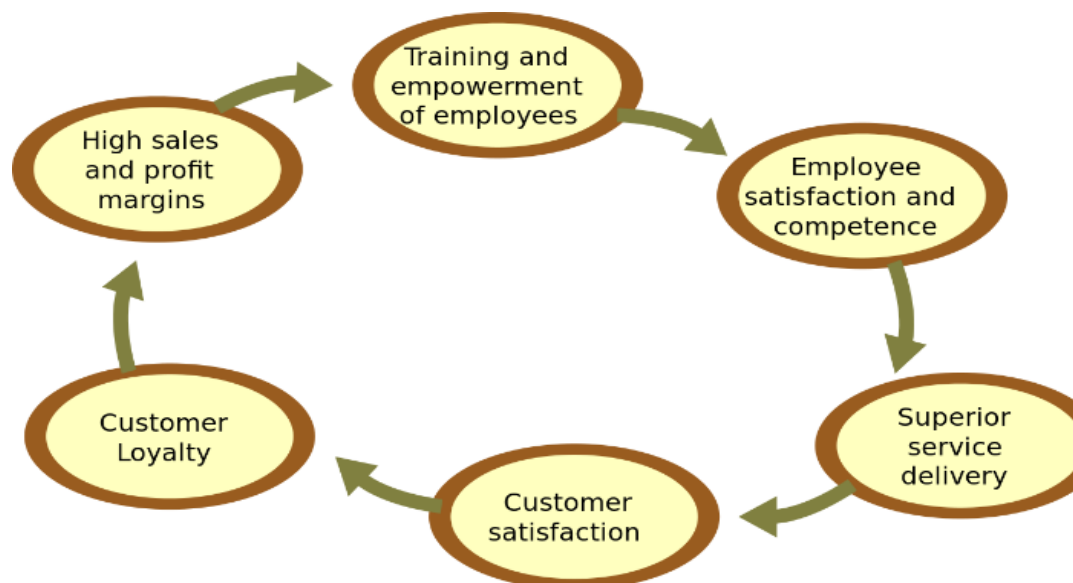 Training and
empowerment
of employees
Employee
satisfaction and
competence
Superior
service
delivery
Customer
satisfaction
Customer
Loyalty
High sales
and profit
margins